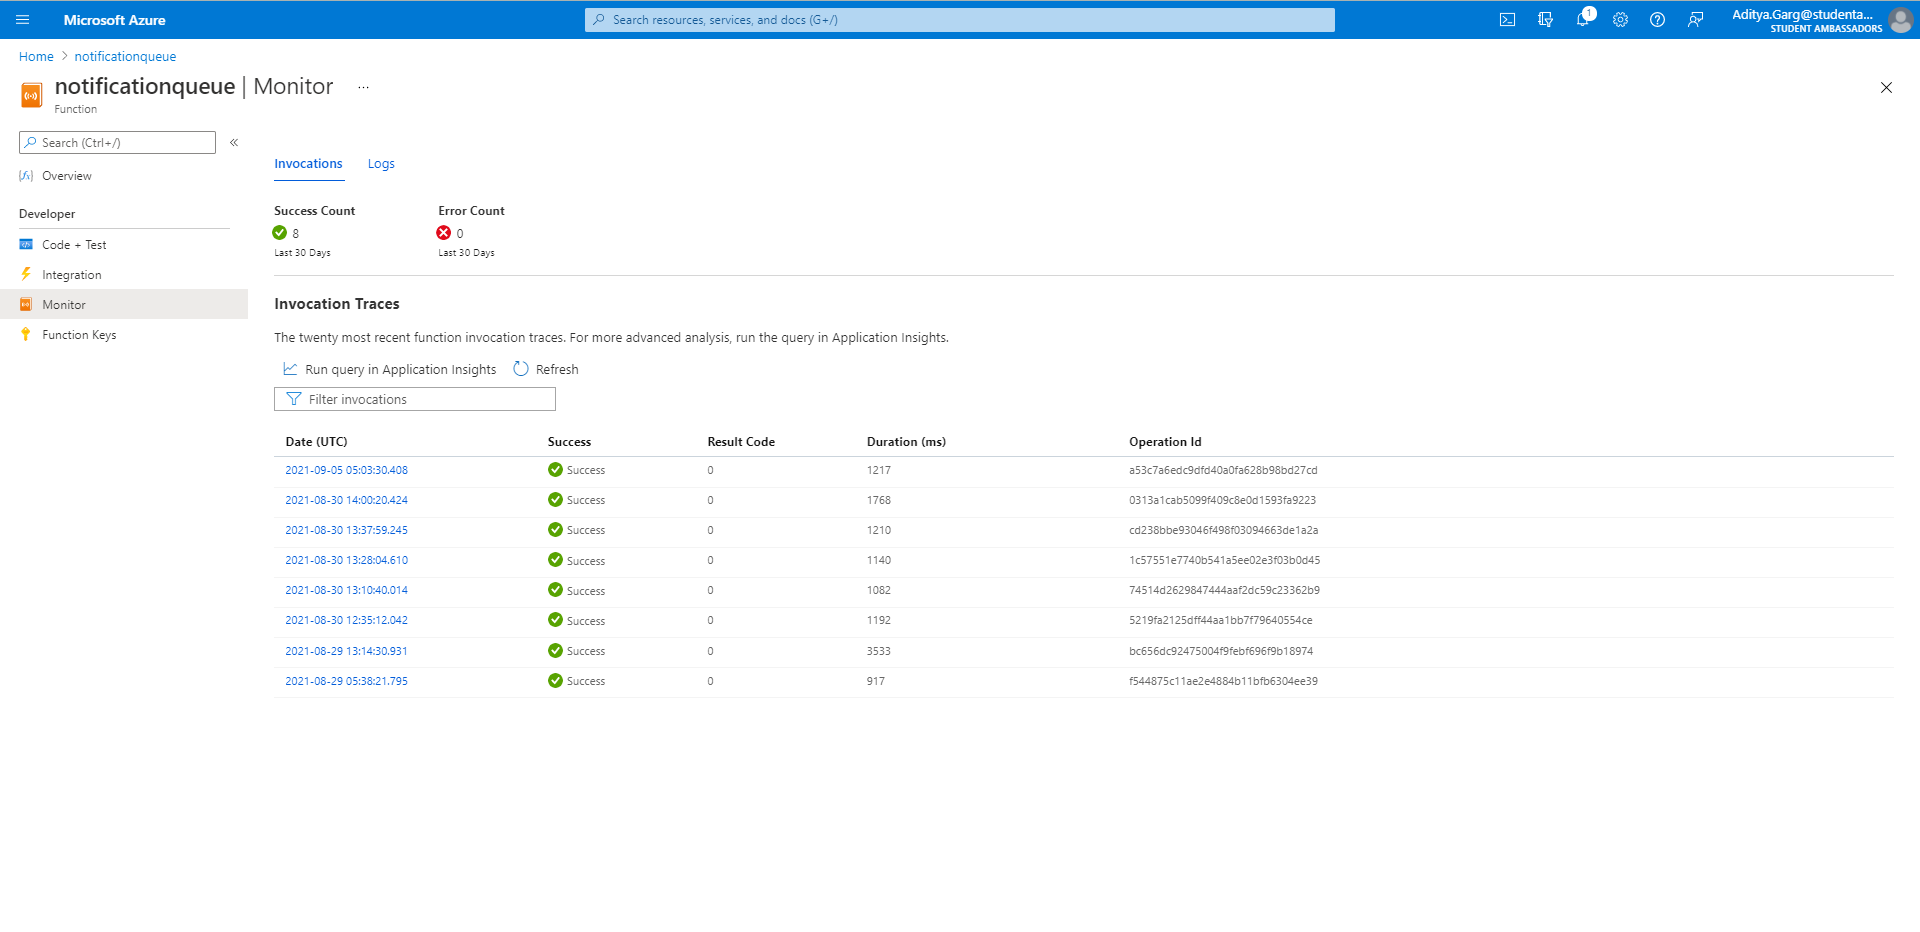 Microsoft Azure
Search resources, services, and docs (G+/)
1
Aditya.Garg@studenta...
STUDENT AMBASSADORS
Home > notificationqueue
notificationqueue | Monitor ...
Function
Search (Ctrl+/)
«
Overview
Developer
Code + Test
Integration
Monitor
Function Keys
Invocations Logs
Success Count Error Count
8 0
Last 30 Days Last 30 Days
Invocation Traces
The twenty most recent function invocation traces. For more advanced analysis, run the query in Application Insights.
Run query in Application Insights Refresh
Filter invocations
Date (UTC) Success Result Code Duration (ms) Operation Id
2021-09-05 05:03:30.408 Success 0 1217 a53c7a6edc9dfd40a0fa628b98bd27cd
2021-08-30 14:00:20.424 Success 0 1768 0313a1cab5099f409c8e0d1593fa9223
2021-08-30 13:37:59.245 Success 0 1210 cd238bbe93046f498f03094663de1a2a
2021-08-30 13:28:04.610 Success 0 1140 1c57551e7740b541a5ee02e3f03b0d45
2021-08-30 13:10:40.014 Success 0 1082 74514d2629847444aaf2dc59c23362b9
2021-08-30 12:35:12.042 Success 0 1192 5219fa2125dff44aa1bb7f79640554ce
2021-08-29 13:14:30.931 Success 0 3533 bc656dc92475004f9febf696f9b18974
2021-08-29 05:38:21.795 Success 0 917 f544875c11ae2e4884b11bfb6304ee39